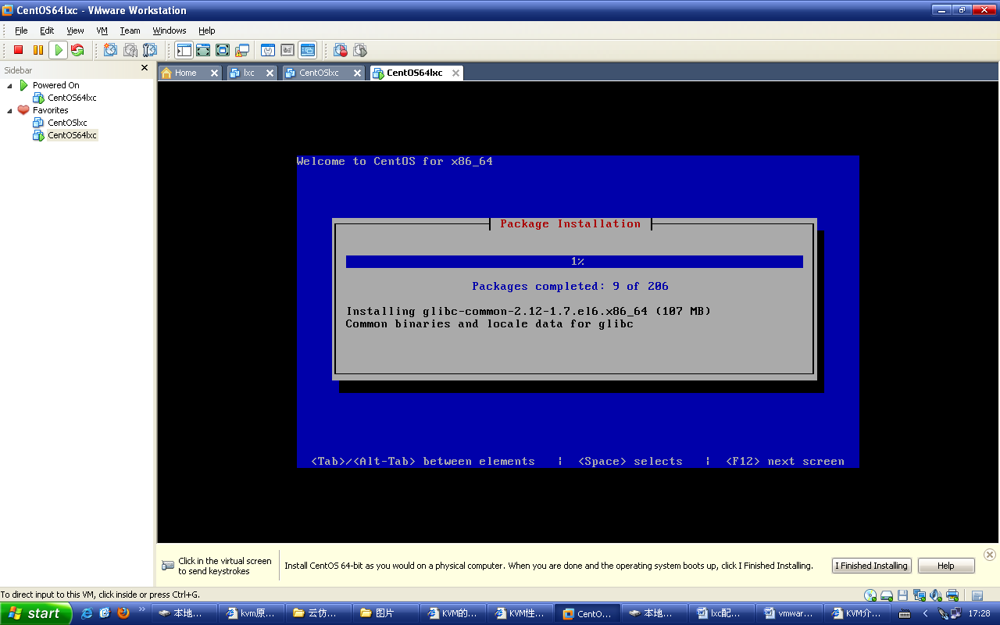 CentOS64lxc - VMware Workstation
File Edit View VM Team Windows Help
Sidebar
Powered On
CentOS64lxc
Favorites
CentOSlxc
CentOS64lxc
Home lxc CentOSlxc CentOS64lxc
Welcome to CentOS for x86_64
Package Installation
1%
Packages completed: 9 of 206
Installing glibc-common-2.12-1.7.el6.x86_64 (107 MB)
Common binaries and locale data for glibc
<Tab>/<Alt-Tab> between elements | <Space> selects | <F12> next screen
Click in the virtual screen
to send keystrokes
Install CentOS 64-bit as you would on a physical computer. When you are done and the operating system boots up, click I Finished Installing.
I Finished Installing
Help
To direct input to this VM, click inside or press Ctrl+G.
start 本地... kvm原... 云仿... 图片 KVM的... KVM性... CentO... 本地... lxc配... vmwar... KVM介... 17:28